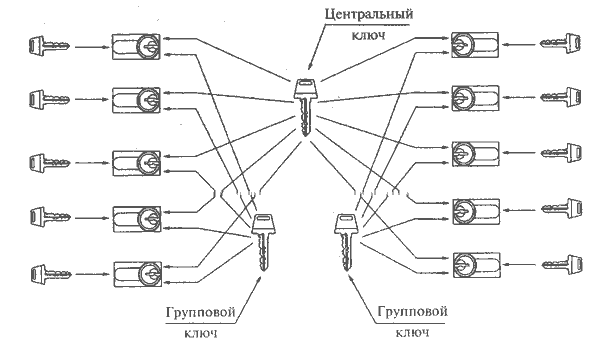 Центральный
ключ
Групповой
ключ
Групповой
ключ